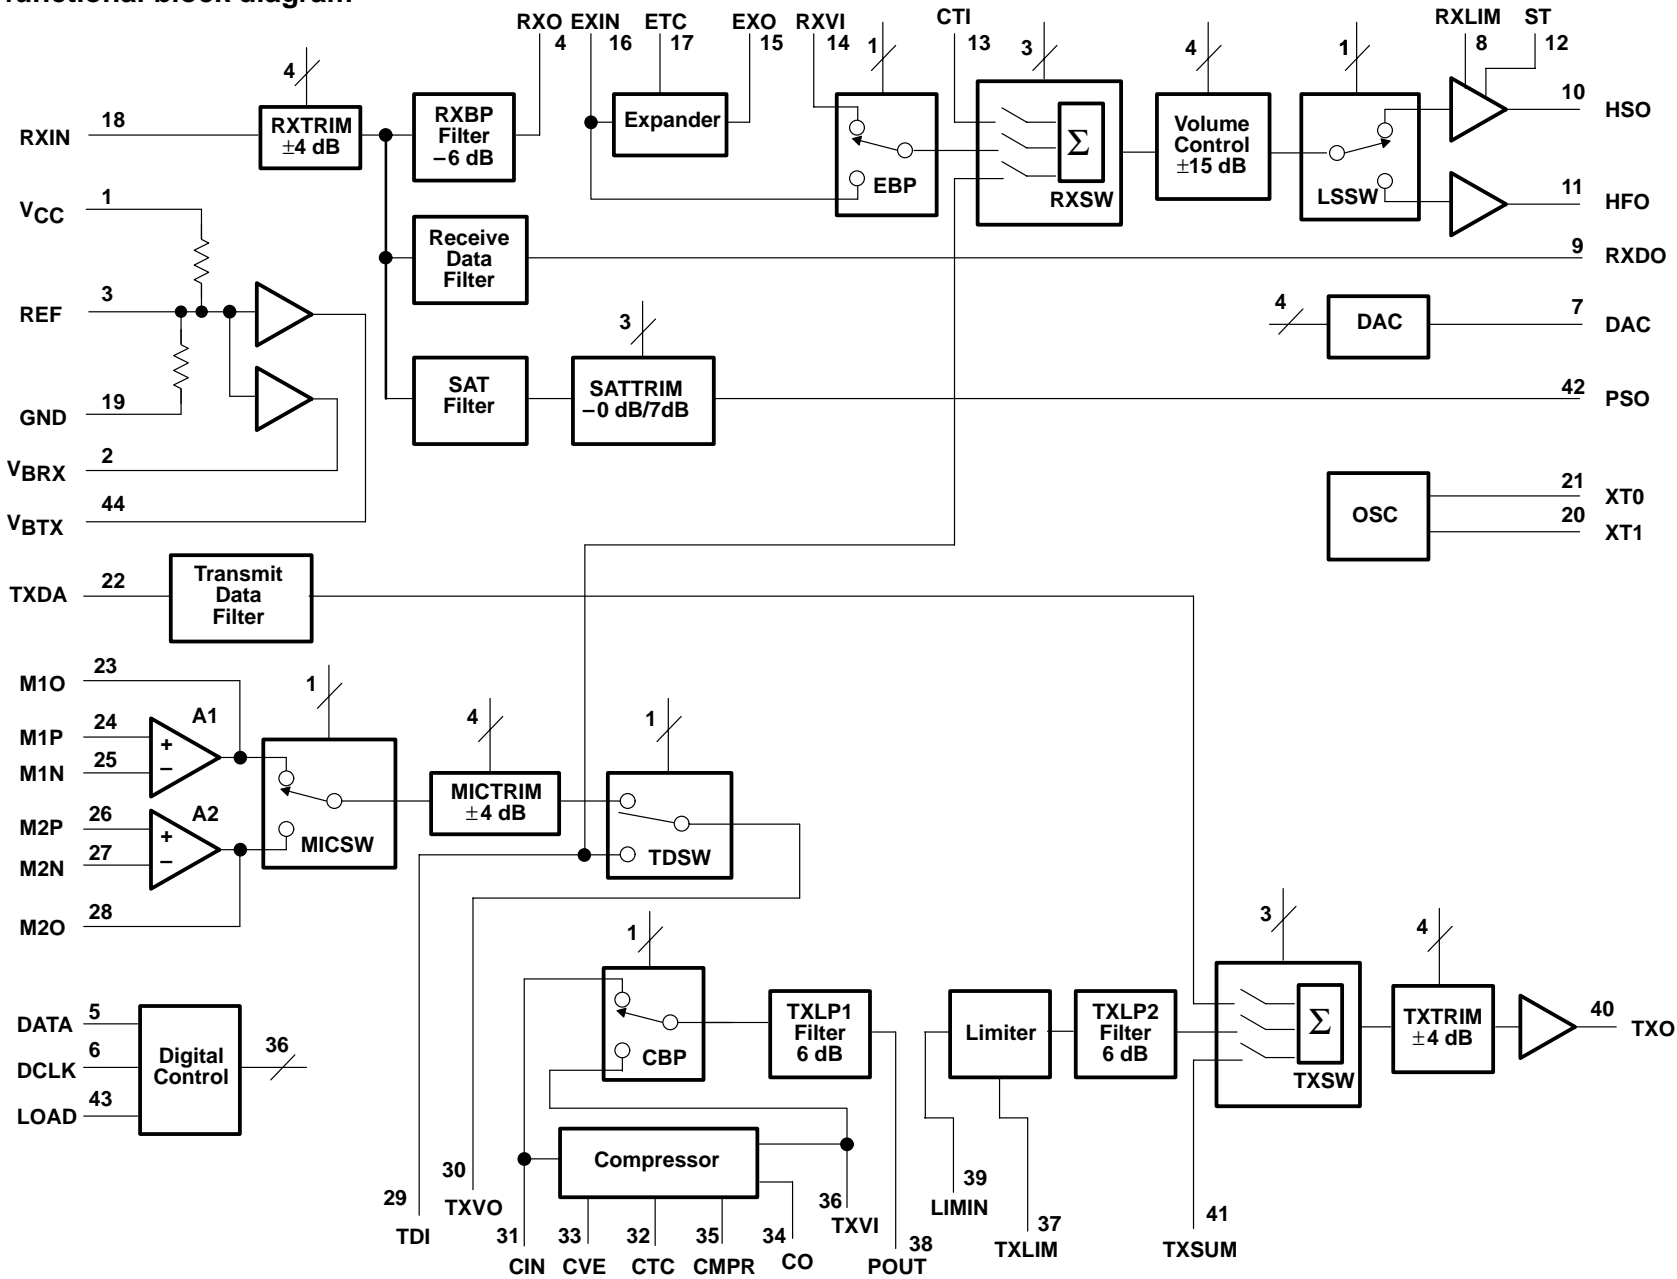 functional block diagram
RXO EXIN ETC EXO RXVI CTI RXLIM ST
4 16 17 15 14 1 13 3 4 1 8 12
4
RXIN 18
RXTRIM
±4 dB
RXBP
Filter
–6 dB
Expander
EBP
Σ
RXSW
Volume
Control
±15 dB
LSSW
10 HSO
11 HFO
VCC 1
Receive
Data
Filter
9 RXDO
REF 3
3
4
DAC
7 DAC
GND 19
SAT
Filter
SATTRIM
–0 dB/7dB
42 PSO
VBRX 2
VBTX 44
OSC
21 XT0
20 XT1
TXDA 22
Transmit
Data
Filter
M1O 23
M1P 24
M1N 25
A1
+
–
1
4
1
M2P 26
M2N 27
A2
+
–
MICSW
MICTRIM
±4 dB
TDSW
M2O 28
1
3
4
DATA 5
DCLK 6
LOAD 43
Digital
Control
36
CBP
TXLP1
Filter
6 dB
Limiter
TXLP2
Filter
6 dB
Σ
TXSW
TXTRIM
±4 dB
40 TXO
Compressor
29
TDI
30
TXVO
31
CIN
33
CVE
32
CTC
35
CMPR
34
CO
36
TXVI
38
POUT
39
LIMIN
37
TXLIM
41
TXSUM